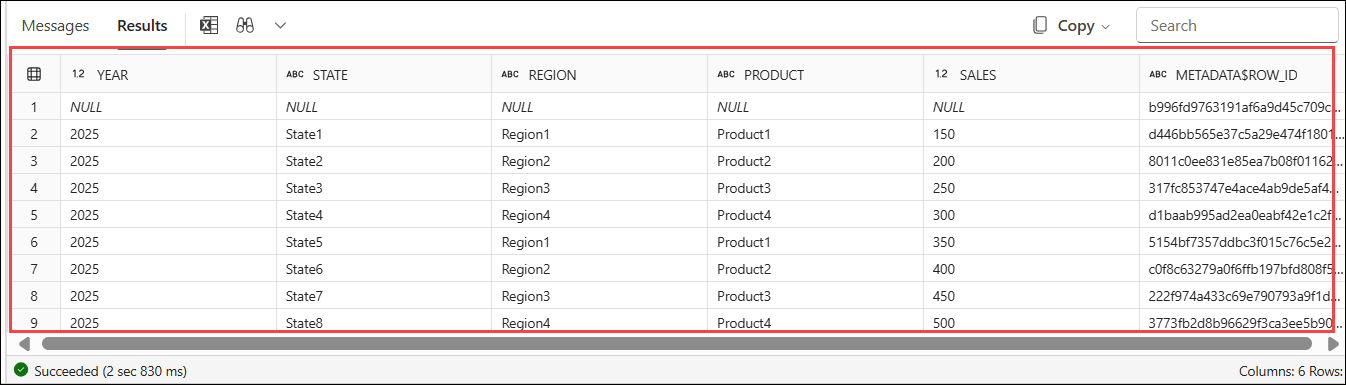 Messages Results Copy Search
1.2 YEAR ABC STATE ABC REGION ABC PRODUCT 1.2 SALES ABC METADATA$ROW_ID
1 NULL NULL NULL NULL NULL b996fd9763191af6a9d45c709c...
2 2025 State1 Region1 Product1 150 d446bb565e37c5a29e474f1801...
3 2025 State2 Region2 Product2 200 8011c0ee831e85ea7b08f01162...
4 2025 State3 Region3 Product3 250 317fc853747e4ace4ab9de5af4...
5 2025 State4 Region4 Product4 300 d1baab995ad2ea0eabf42e1c2f...
6 2025 State5 Region1 Product1 350 5154bf7357ddbc3f015c76c5e2...
7 2025 State6 Region2 Product2 400 c0f8c63279a0f6ffb197bfd808f5...
8 2025 State7 Region3 Product3 450 222f974a433c69e790793a9f1d...
9 2025 State8 Region4 Product4 500 3773fb2d8b96629f3ca3ee5b90...
Succeeded (2 sec 830 ms) Columns: 6 Rows: